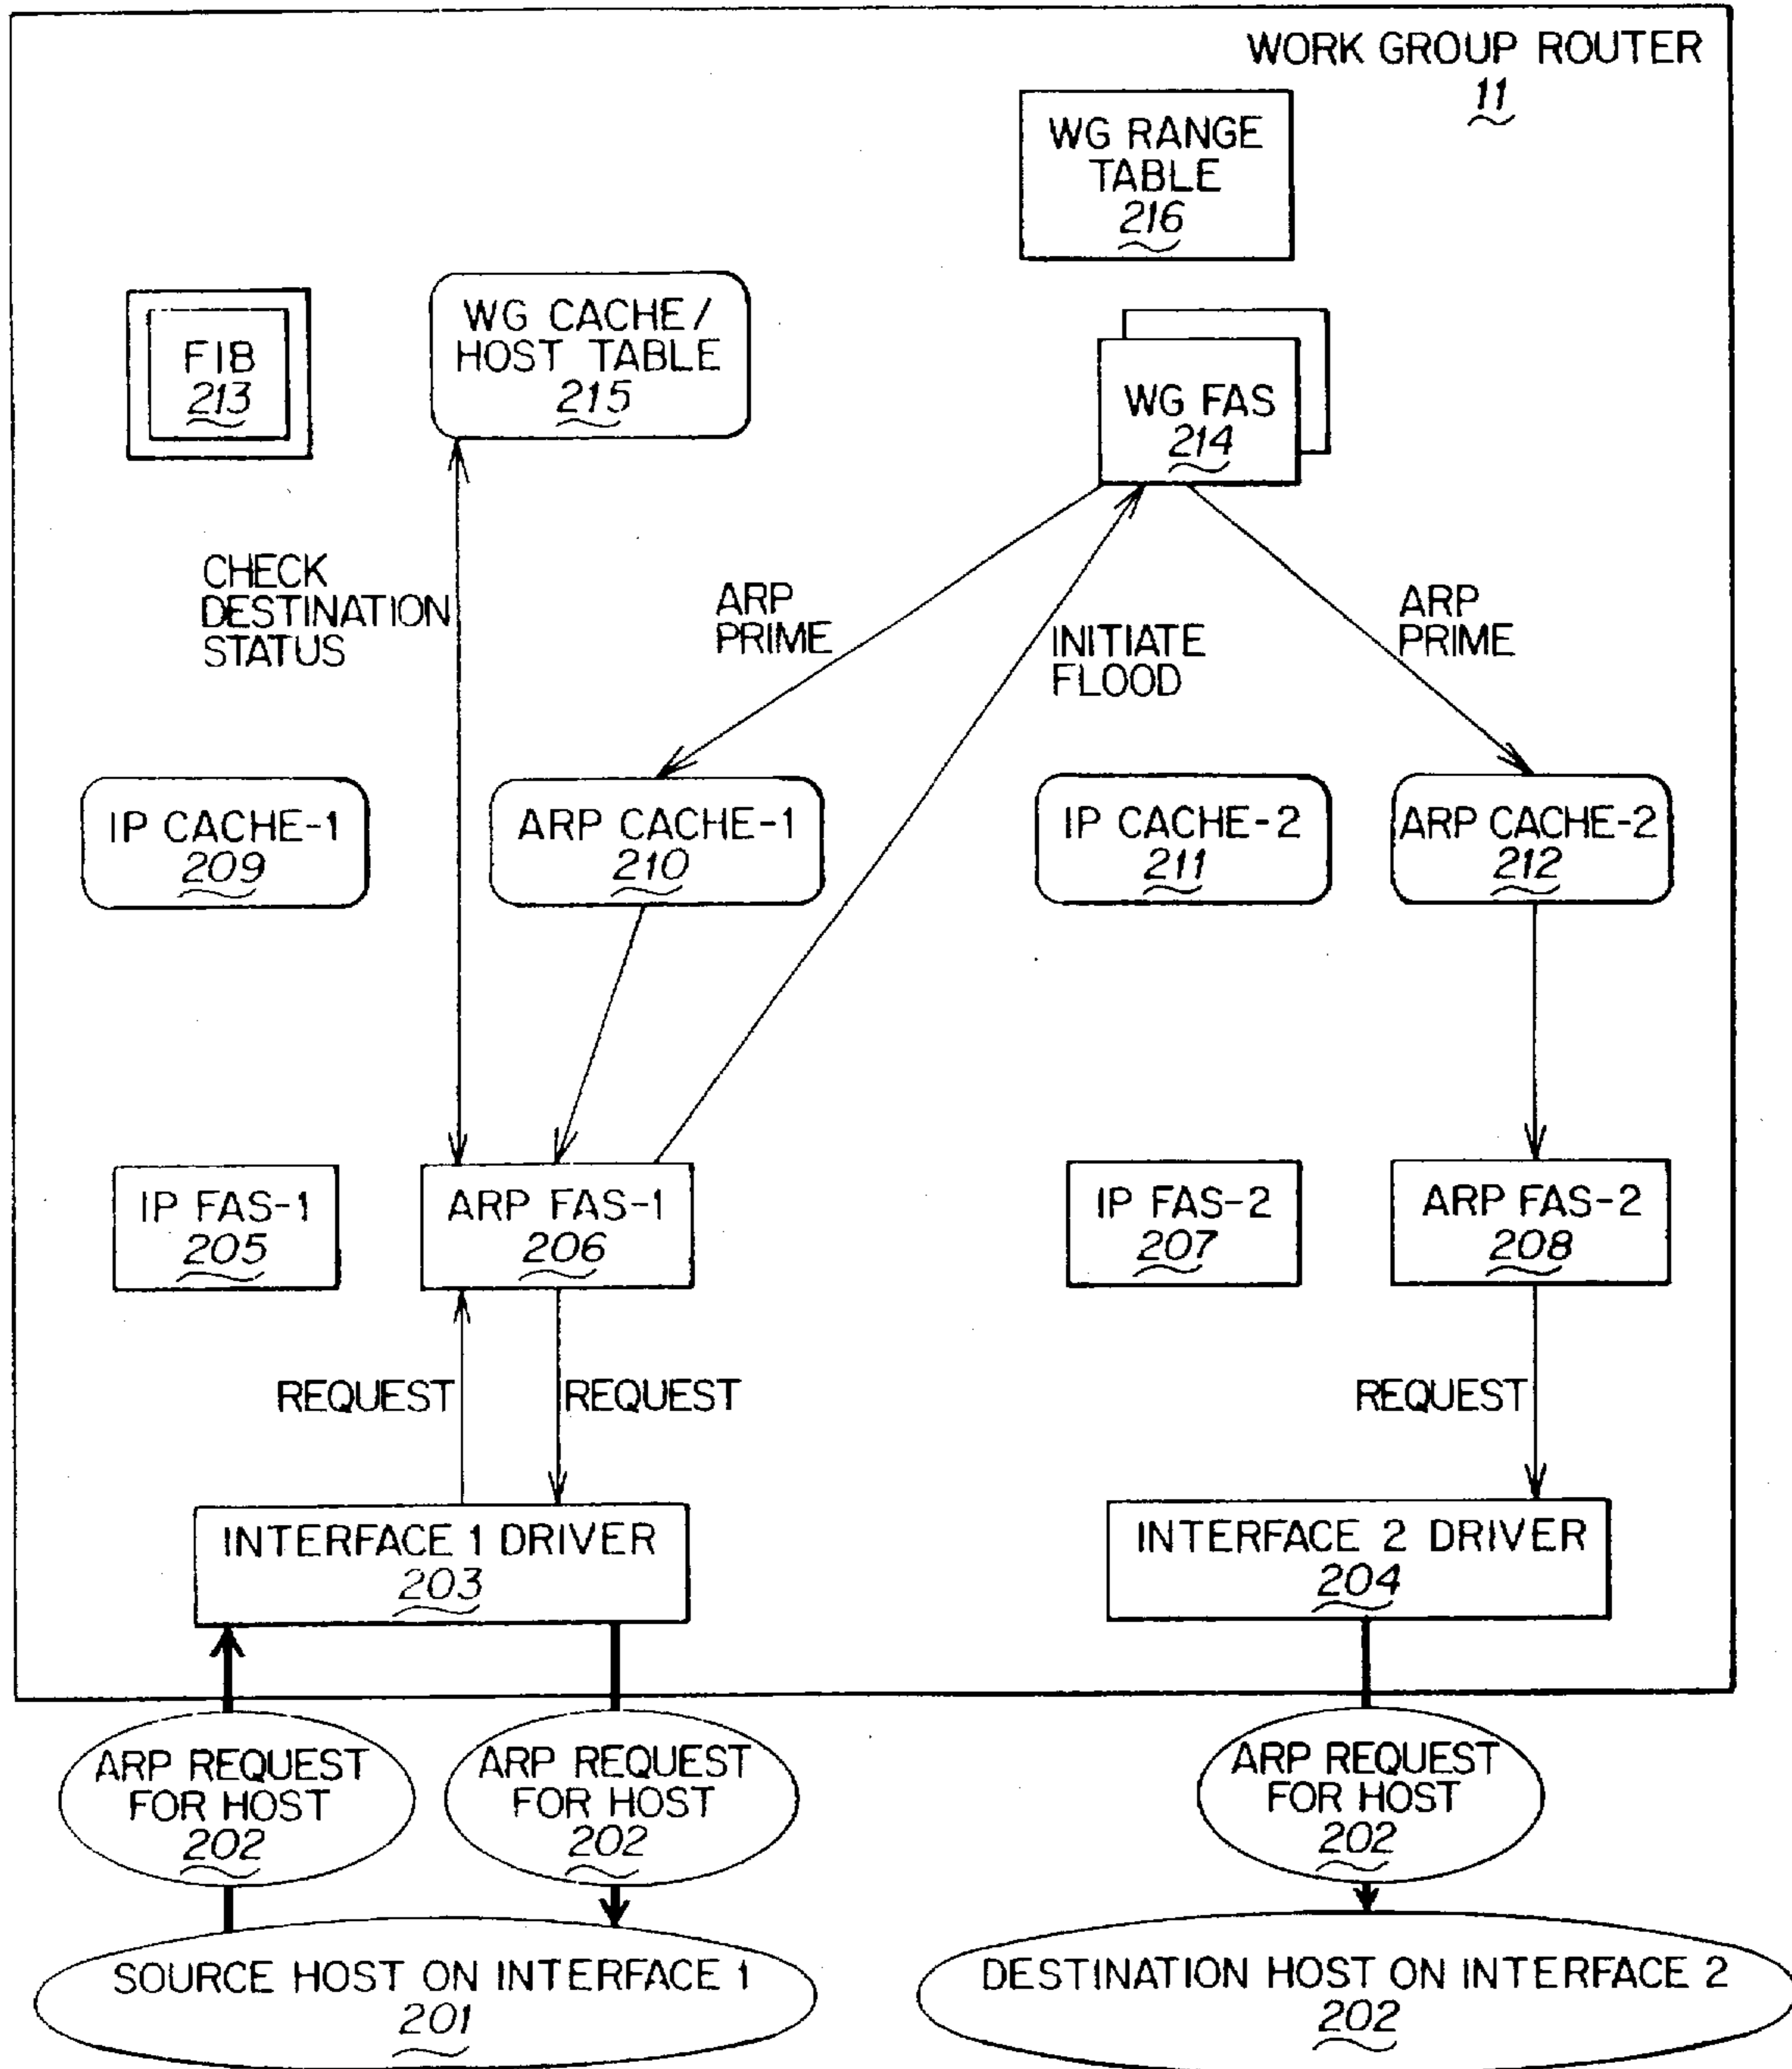 WORK GROUP ROUTER
11
WG RANGE
TABLE
216
FIB
213
WG CACHE/
HOST TABLE
215
WG FAS
214
CHECK
DESTINATION
STATUS
ARP
PRIME
INITIATE
FLOOD
ARP
PRIME
IP CACHE-1
209
ARP CACHE-1
210
IP CACHE-2
211
ARP CACHE-2
212
IP FAS-1
205
ARP FAS-1
206
IP FAS-2
207
ARP FAS-2
208
REQUEST
REQUEST
REQUEST
INTERFACE 1 DRIVER
203
INTERFACE 2 DRIVER
204
ARP REQUEST
FOR HOST
202
ARP REQUEST
FOR HOST
202
ARP REQUEST
FOR HOST
202
SOURCE HOST ON INTERFACE 1
201
DESTINATION HOST ON INTERFACE 2
202